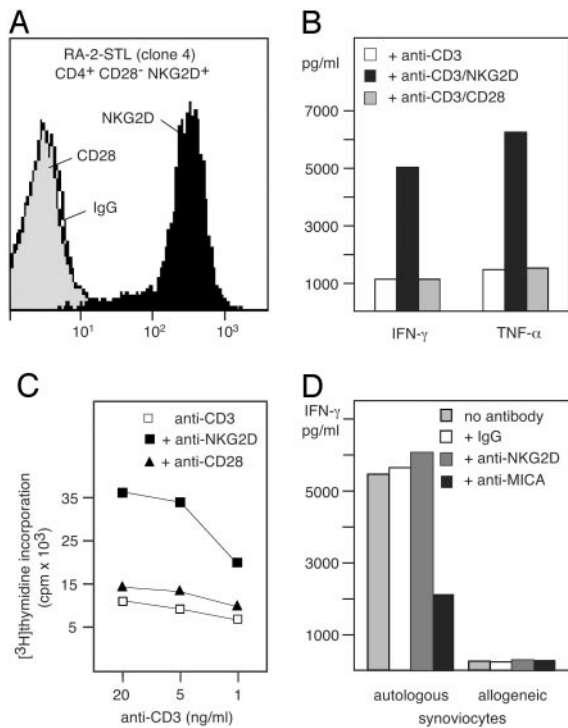 A
RA-2-STL (clone 4)
CD4+ CD28- NKG2D+
NKG2D
CD28
IgG
10^1 10^2 10^3
B
pg/ml
+ anti-CD3
+ anti-CD3/NKG2D
+ anti-CD3/CD28
7000
5000
3000
1000
IFN-γ TNF-α
C
anti-CD3
+ anti-NKG2D
+ anti-CD28
[3H]thymidine incorporation
(cpm x 10^3)
35
25
15
5
20 5 1
anti-CD3 (ng/ml)
D
IFN-γ
pg/ml
no antibody
+ IgG
+ anti-NKG2D
+ anti-MICA
5000
3000
1000
autologous allogeneic
synoviocytes